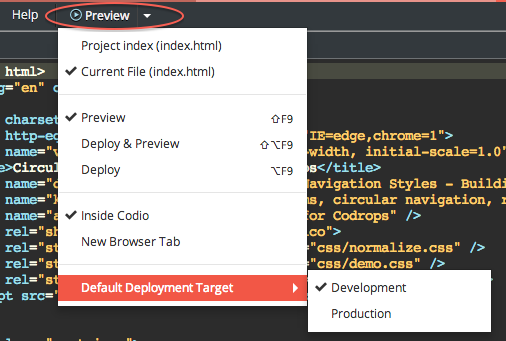 Help Preview
Project index (index.html)
Current File (index.html)
html>
="en"
Preview ⇧F9
charset
http-eq IE=edge,chrome=1">
Deploy & Preview ⇧⌥F9
name="v width, initial-scale=1.0"
>Circul s</title>
Deploy ⌥F9
name="d Navigation Styles - Buildi
name="k s, circular navigation, r
Inside Codio
name="a for Codrops" />
rel="sh ico">
New Browser Tab
rel="st ="css/normalize.css" />
rel="st ="css/demo.css" />
Default Deployment Target
rel="st
Development
pt src="
Production